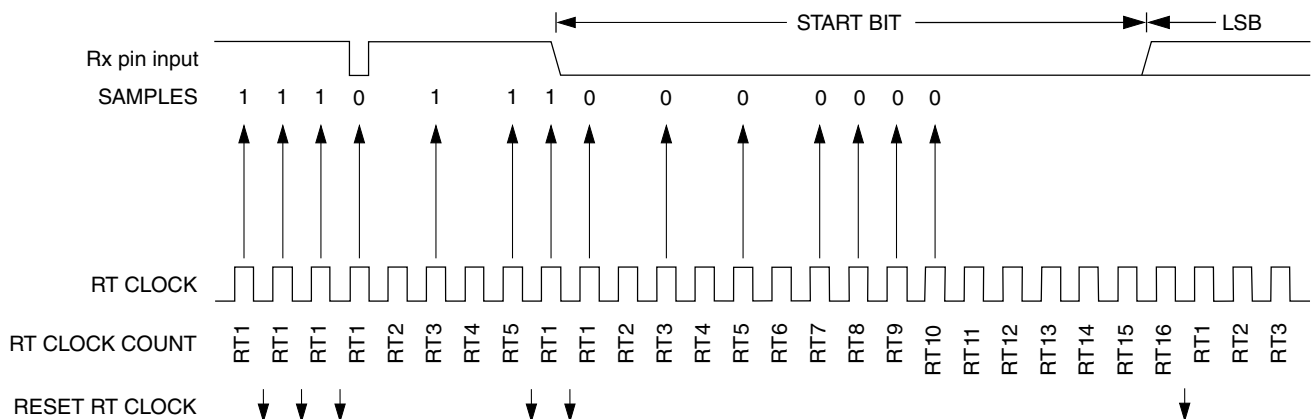 START BIT LSB
Rx pin input
SAMPLES 1 1 1 0 1 1 1 0 0 0 0 0 0 0
RT CLOCK
RT CLOCK COUNT RT1 RT1 RT1 RT1 RT2 RT3 RT4 RT5 RT1 RT1 RT2 RT3 RT4 RT5 RT6 RT7 RT8 RT9 RT10 RT11 RT12 RT13 RT14 RT15 RT16 RT1 RT2 RT3
RESET RT CLOCK